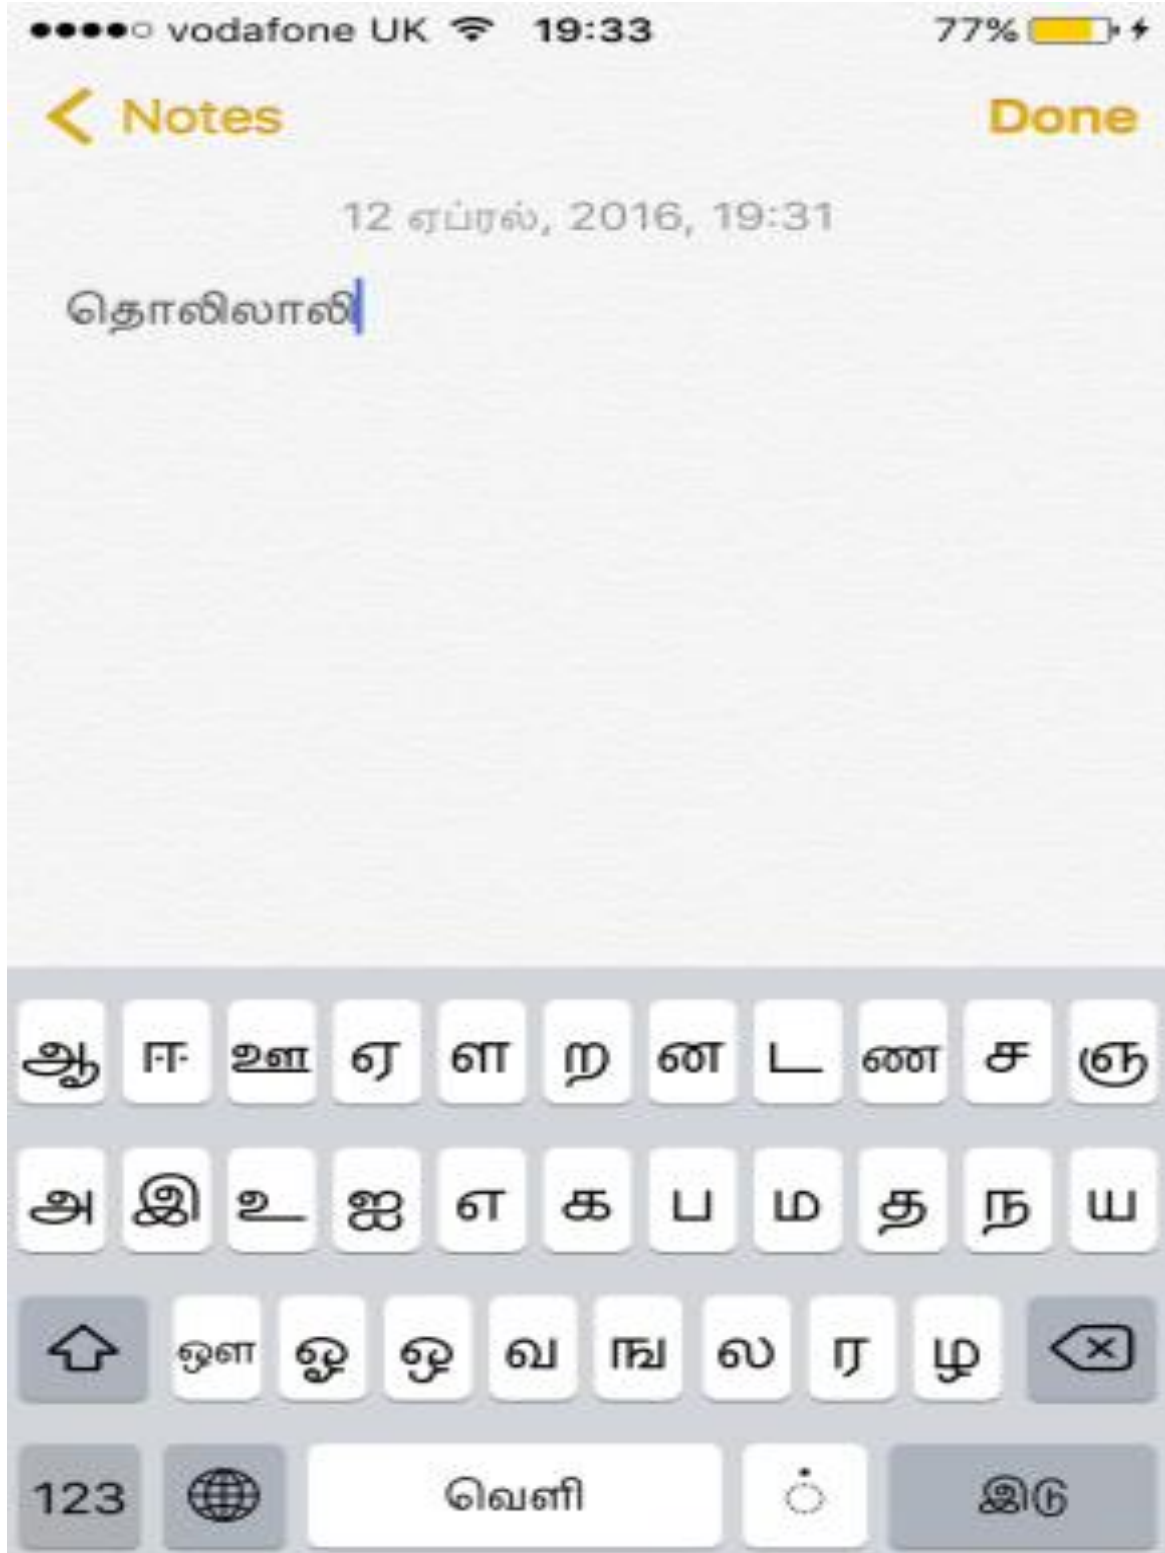 vodafone UK 19:33 77%
Notes Done
12 ஏப்ரல், 2016, 19:31
தொலிலாலி
ஆ ஈ ஊ ஏ ள ற ன ட ண ச ஞ
அ இ உ ஐ எ க ப ம த ந ய
ஔ ஓ ஒ வ ங ல ர ழ
123 வெளி ் இடு